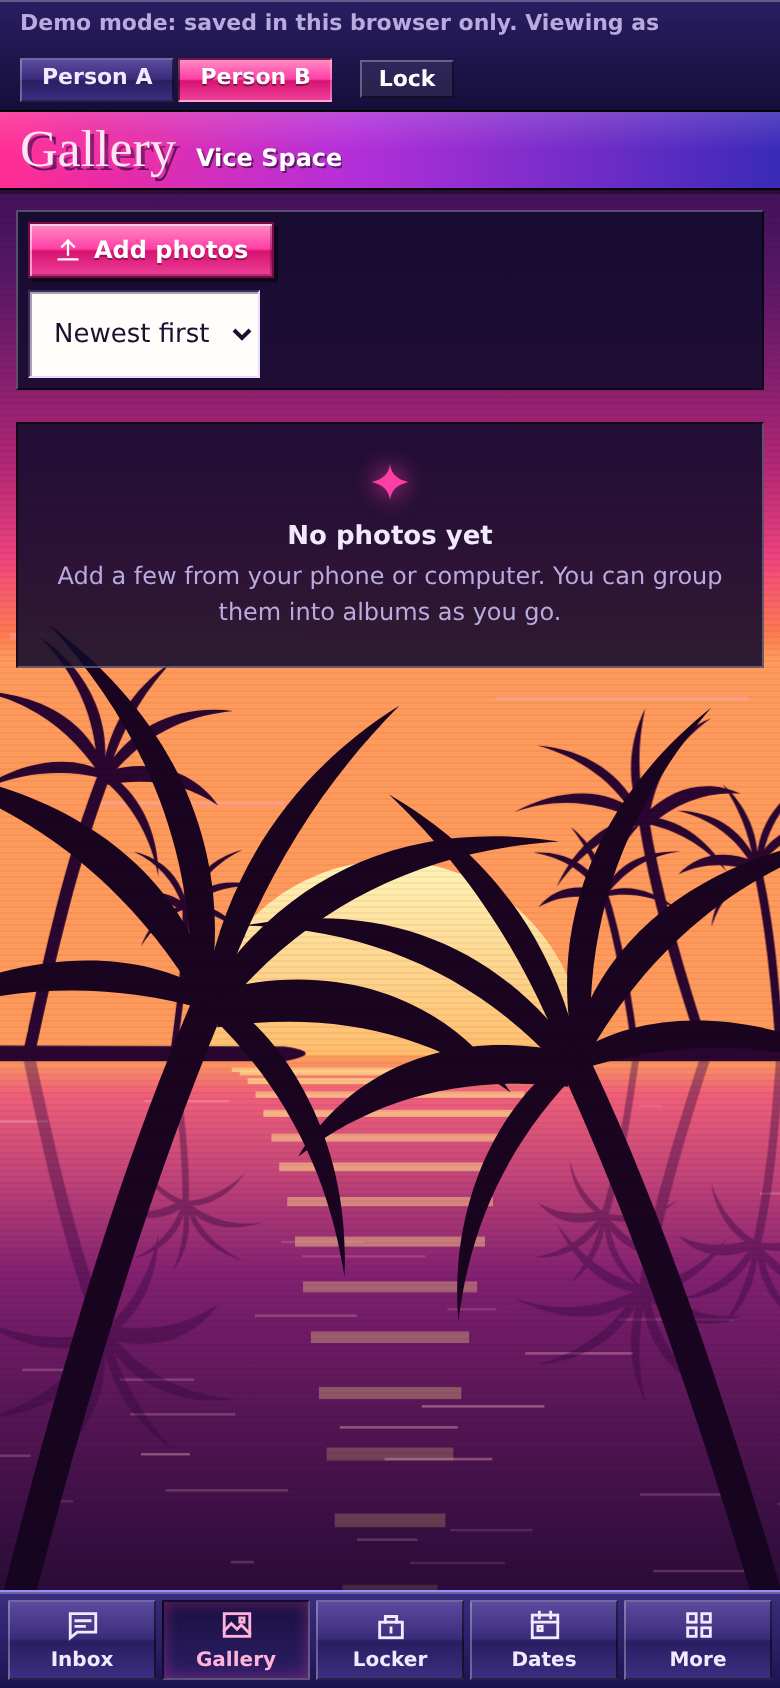 Demo mode: saved in this browser only. Viewing as
Person A
Person B
Lock
Gallery
Vice Space
Add photos
Newest first
No photos yet
Add a few from your phone or computer. You can group
them into albums as you go.
Inbox
Gallery
Locker
Dates
More